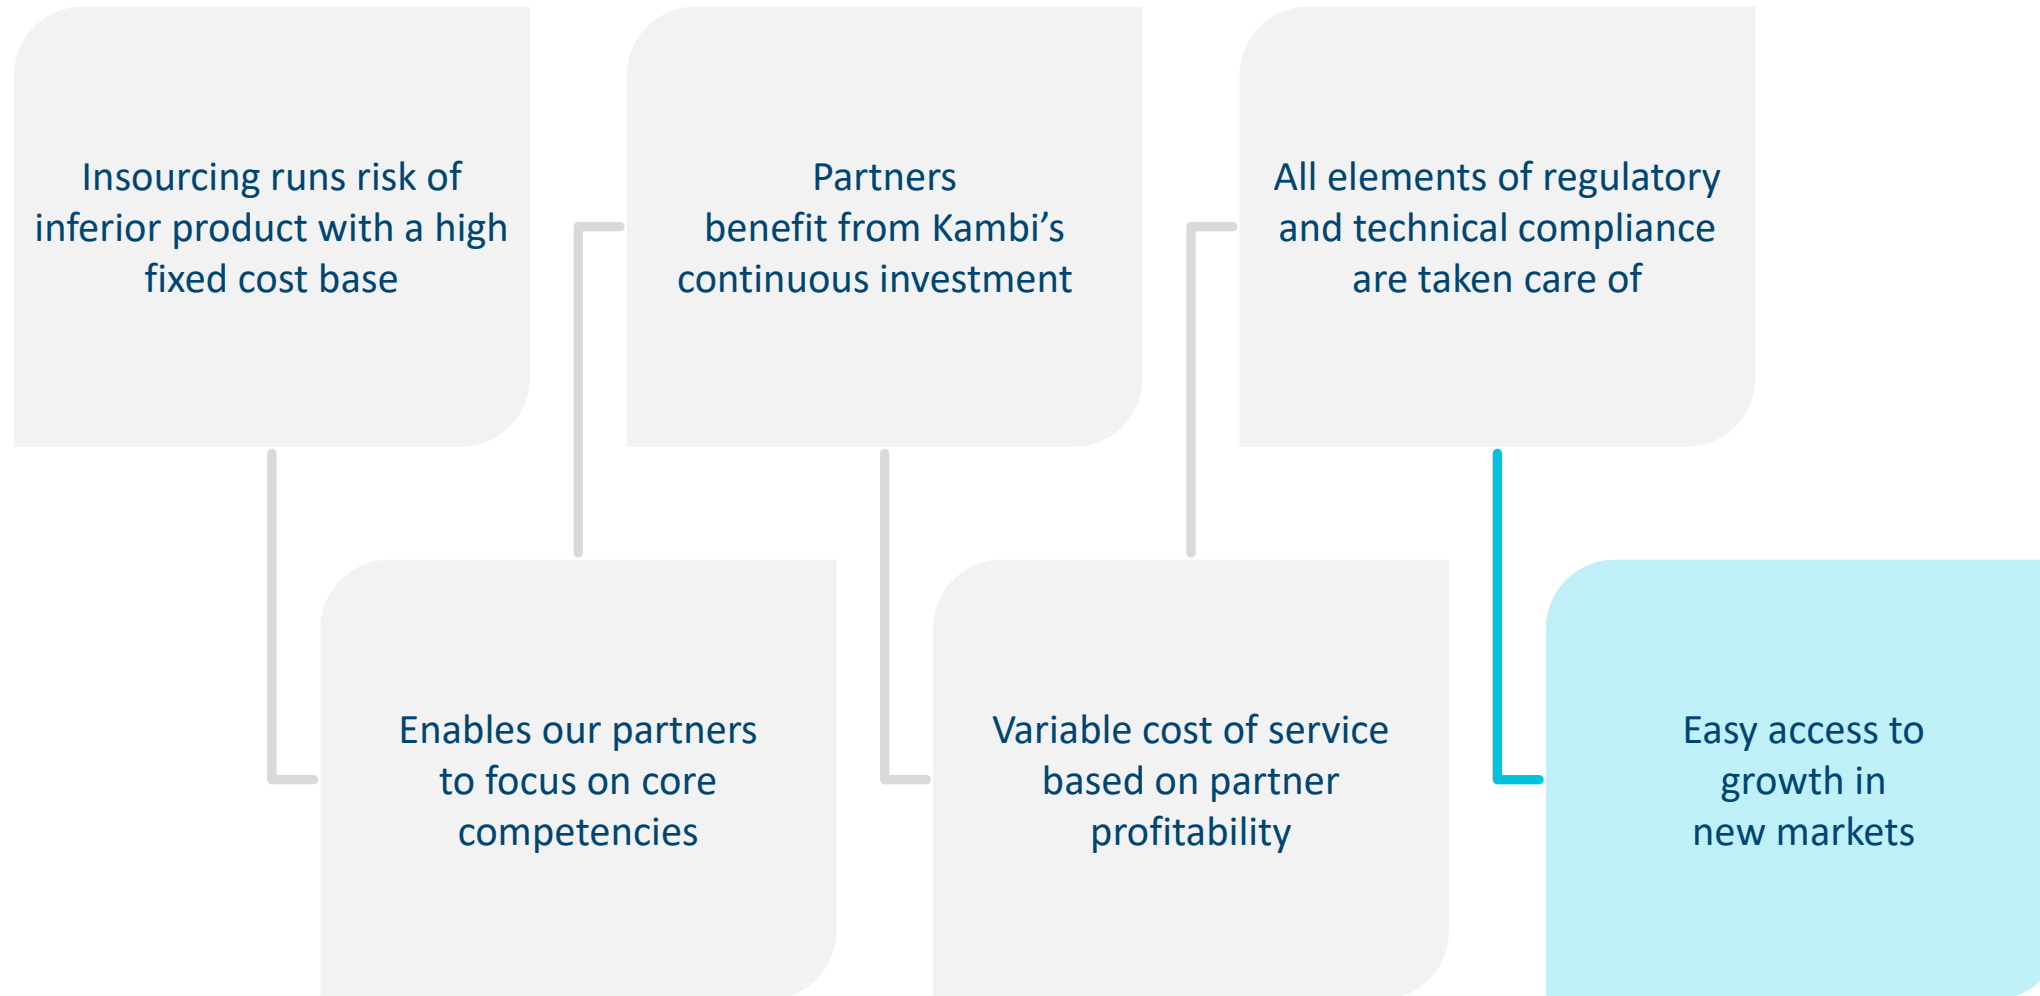 Insourcing runs risk of
inferior product with a high
fixed cost base
Enables our partners
to focus on core
competencies
Partners
benefit from Kambi’s
continuous investment
Variable cost of service
based on partner
profitability
All elements of regulatory
and technical compliance
are taken care of
Easy access to
growth in
new markets